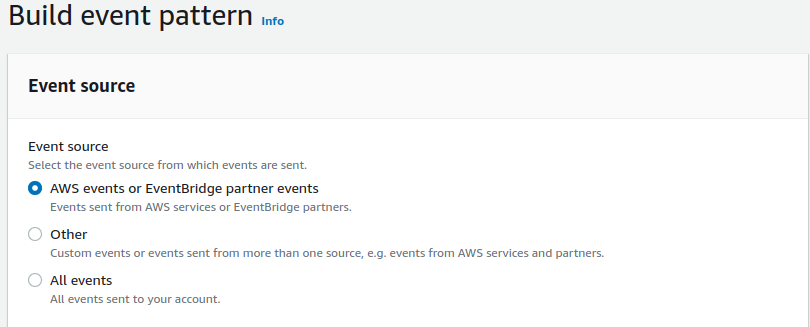 Build event pattern Info
Event source
Event source
Select the event source from which events are sent.
AWS events or EventBridge partner events
Events sent from AWS services or EventBridge partners.
Other
Custom events or events sent from more than one source, e.g. events from AWS services and partners.
All events
All events sent to your account.